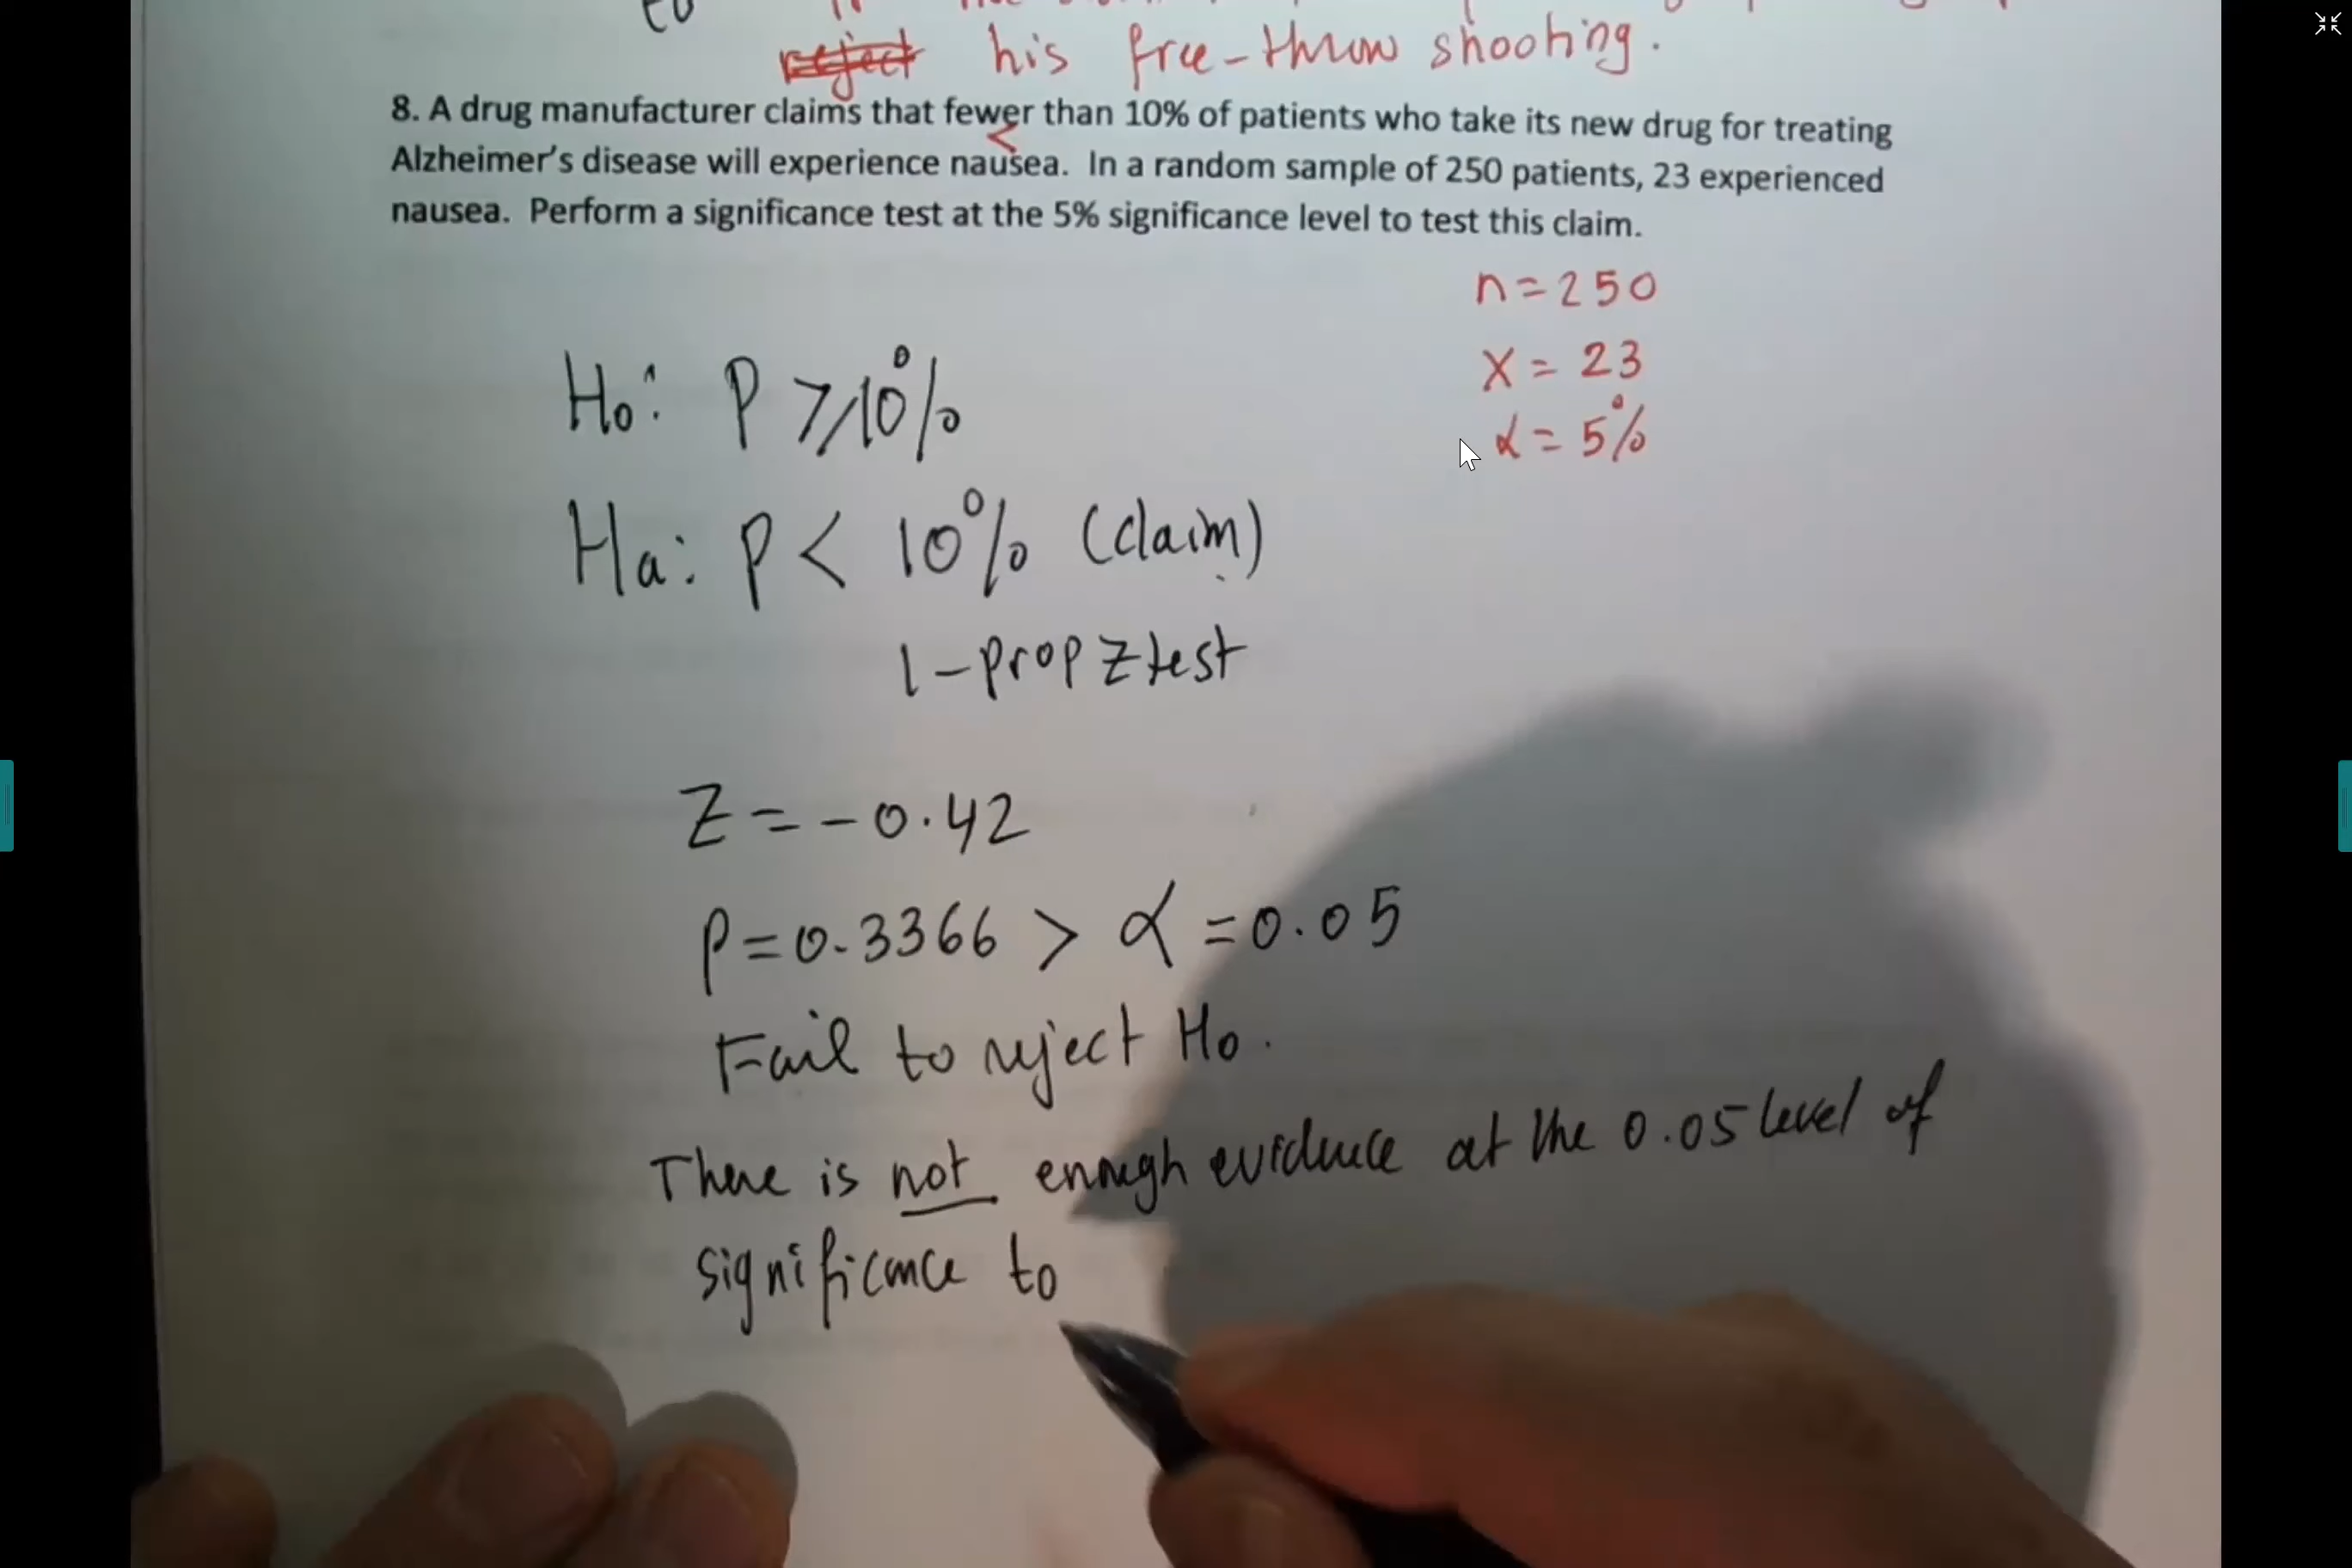 to
reject his free-throw shooting.
8. A drug manufacturer claims that fewer than 10% of patients who take its new drug for treating
<
Alzheimer's disease will experience nausea. In a random sample of 250 patients, 23 experienced
nausea. Perform a significance test at the 5% significance level to test this claim.
n = 250
x = 23
α = 5%
Ho: P ≥ 10%
Ha: P < 10% (claim)
1-prop z test
Z = -0.42
p = 0.3366 > α = 0.05
Fail to reject Ho.
There is not enough evidence at the 0.05 level of
significance to